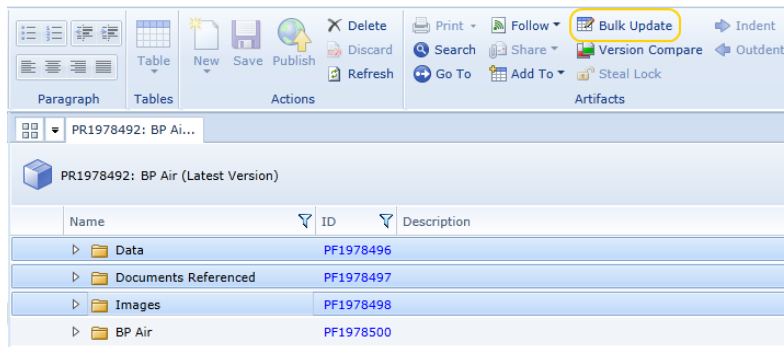 Delete Print Follow Bulk Update Indent
Table New Save Publish Discard Search Share Version Compare Outdent
Refresh Go To Add To Steal Lock
Paragraph Tables Actions Artifacts
PR1978492: BP Ai...
PR1978492: BP Air (Latest Version)
Name ID Description
Data PF1978496
Documents Referenced PF1978497
Images PF1978498
BP Air PF1978500